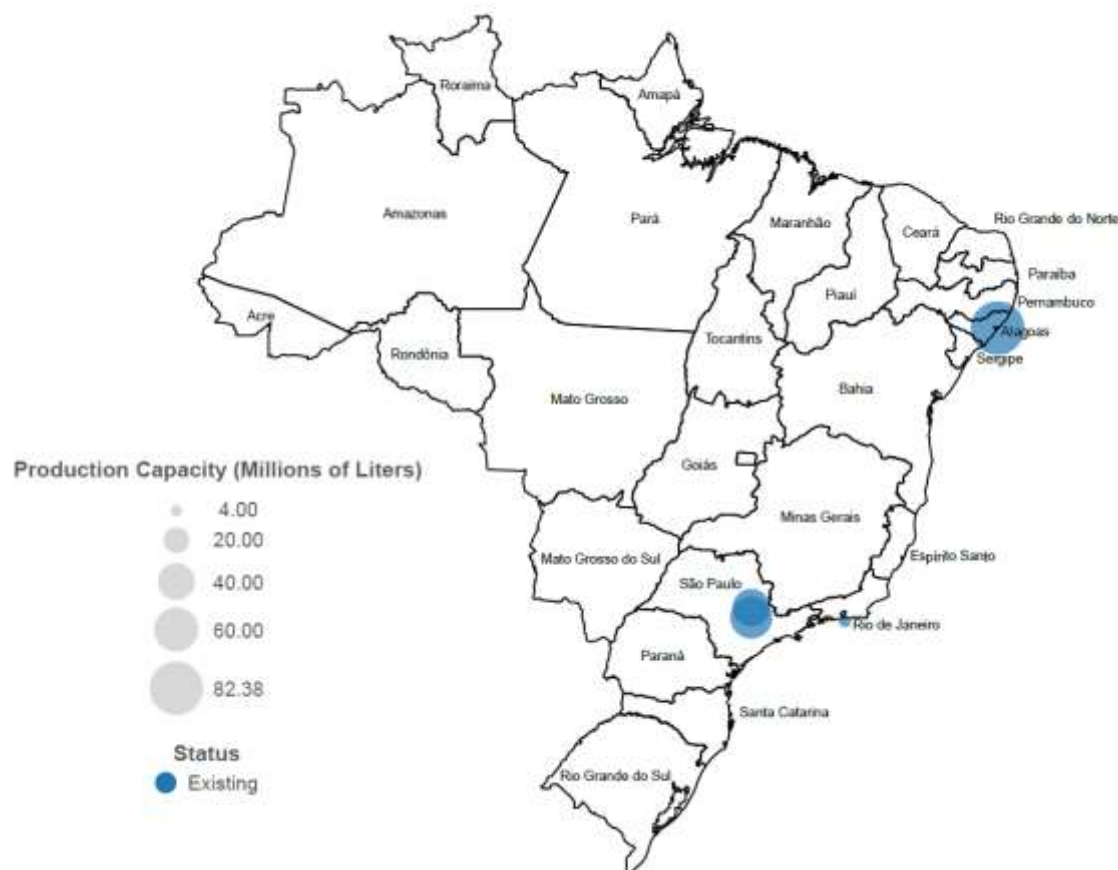 Roraima
Amapá
Amazonas
Pará
Maranhão
Ceará
Rio Grande do Norte
Paraíba
Piauí
Pernambuco
Acre
Rondônia
Tocantins
Alagoas
Sergipe
Mato Grosso
Bahia
Goiás
Minas Gerais
Mato Grosso do Sul
Espírito Santo
São Paulo
Rio de Janeiro
Paraná
Santa Catarina
Rio Grande do Sul
Production Capacity (Millions of Liters)
4.00
20.00
40.00
60.00
82.38
Status
Existing